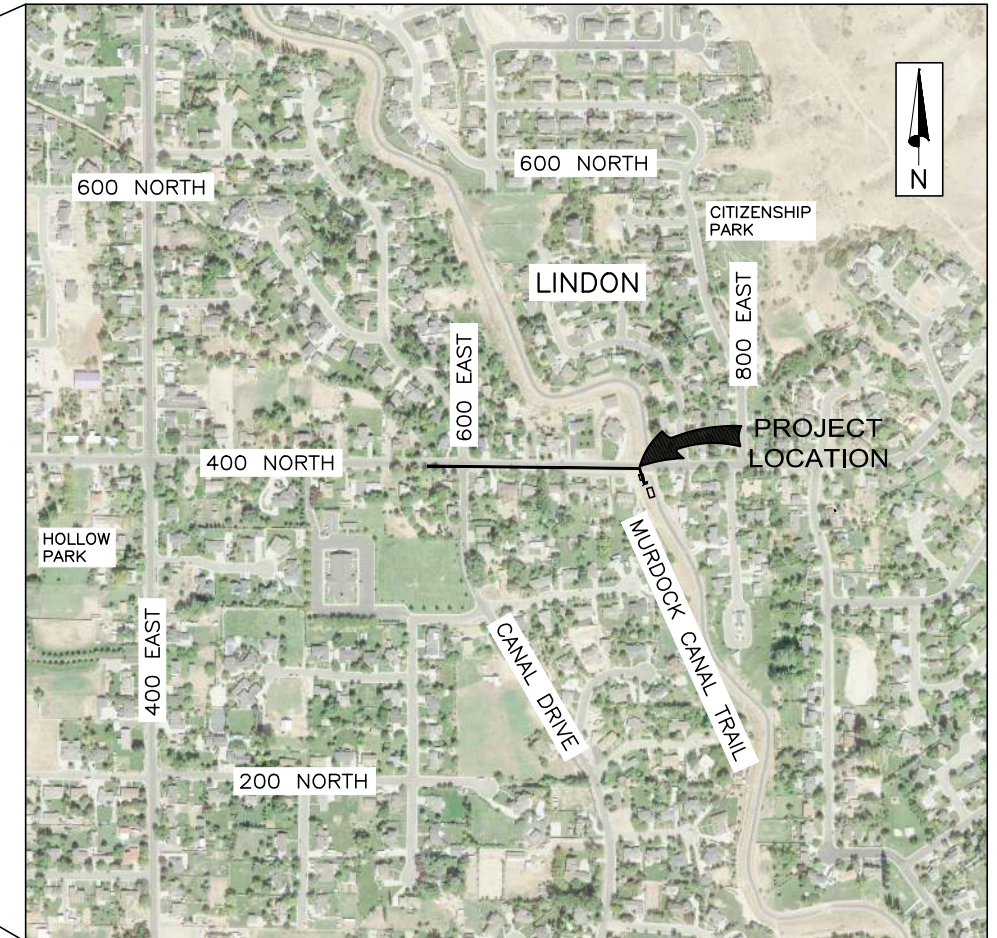 N
600 NORTH
600 NORTH
CITIZENSHIP
PARK
LINDON
600 EAST
800 EAST
PROJECT
LOCATION
400 NORTH
HOLLOW
PARK
MURDOCK CANAL TRAIL
400 EAST
CANAL DRIVE
200 NORTH